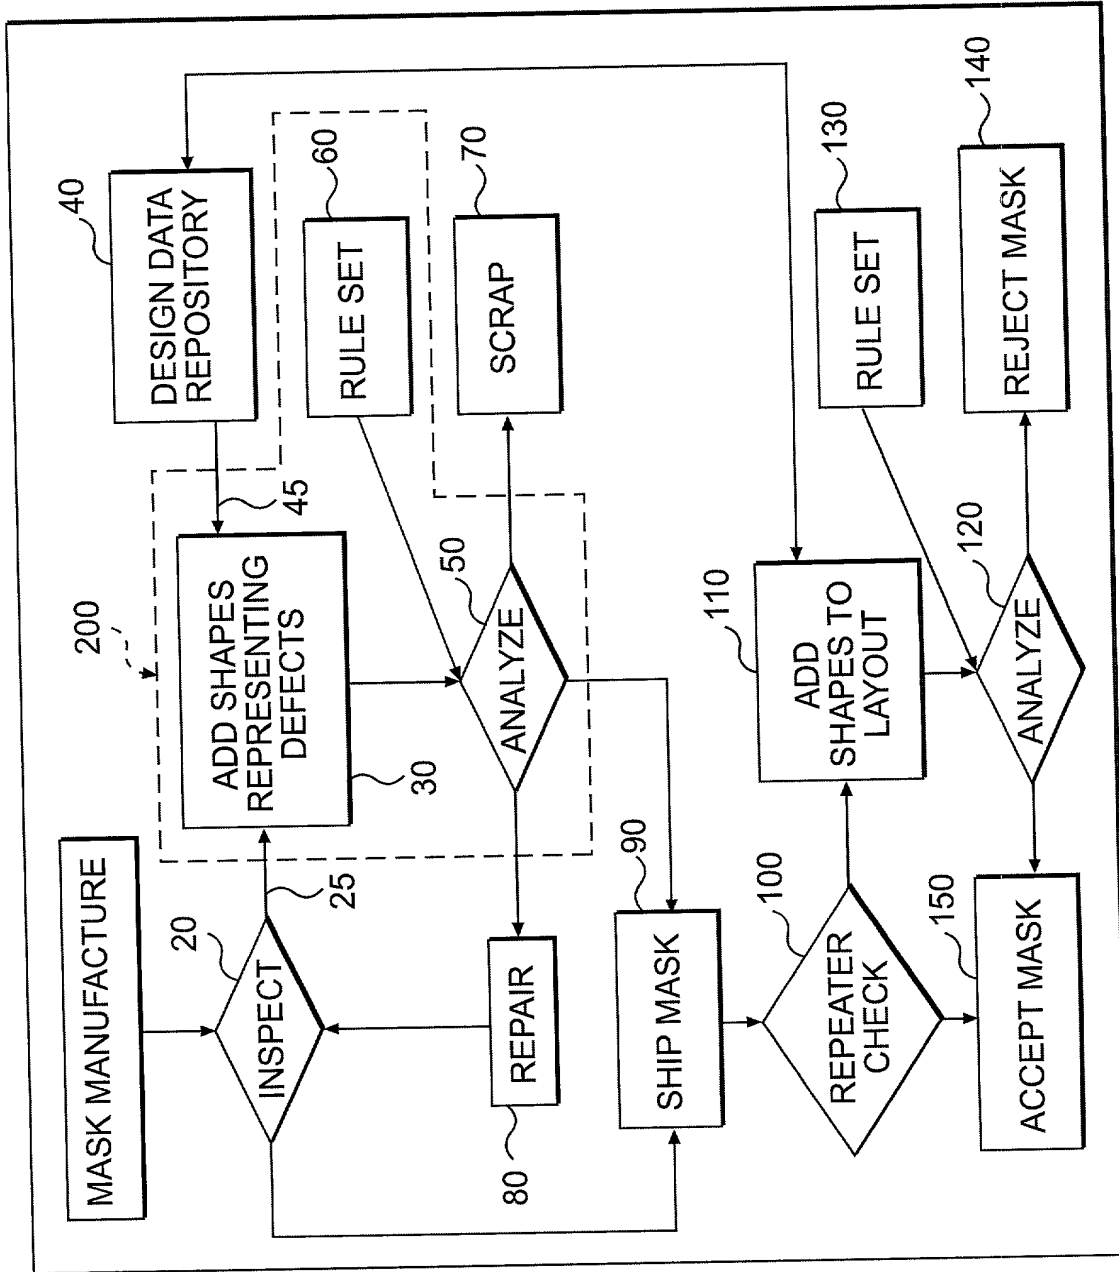 MASK MANUFACTURE
20
INSPECT
25
200
ADD SHAPES
REPRESENTING
DEFECTS
30
45
40
DESIGN DATA
REPOSITORY
60
RULE SET
50
ANALYZE
70
SCRAP
REPAIR
80
90
SHIP MASK
100
REPEATER
CHECK
110
ADD
SHAPES TO
LAYOUT
130
RULE SET
120
ANALYZE
140
REJECT MASK
150
ACCEPT MASK